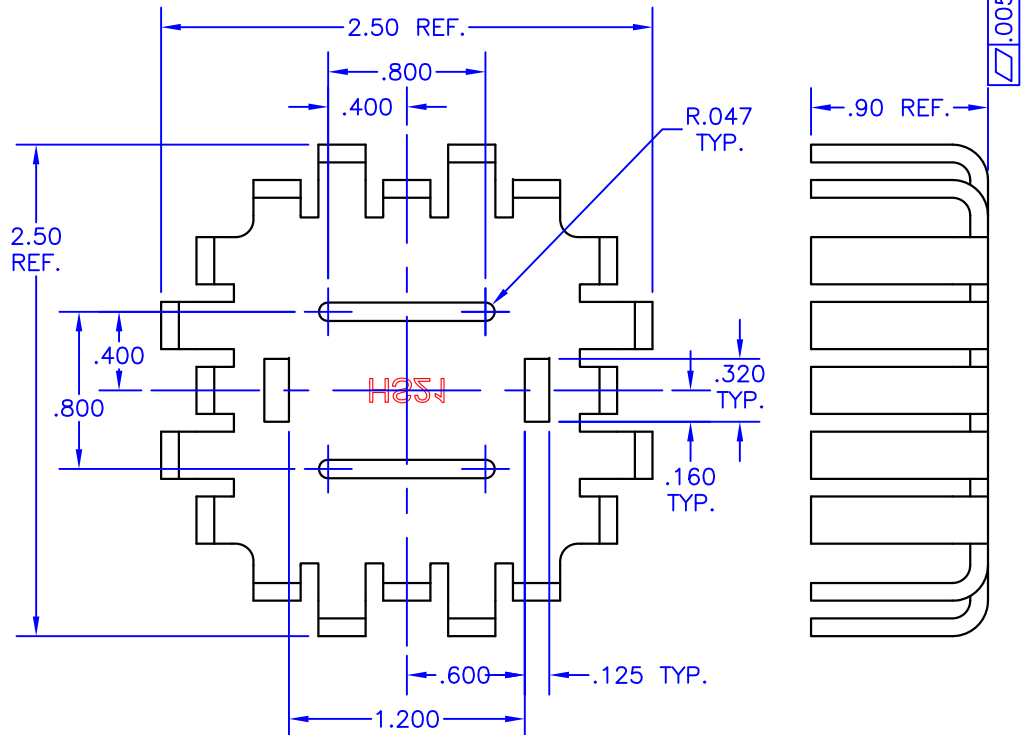 2.50 REF.
.800
.400
R.047
TYP.
.90 REF.
.005
2.50
REF.
.400
.800
HS21
.320
TYP.
.160
TYP.
.600
.125 TYP.
1.200